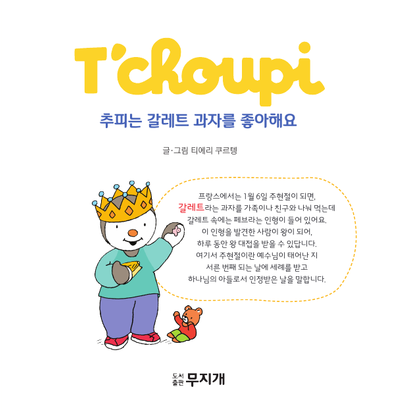 T'choupi
추피는 갈레트 과자를 좋아해요
글·그림 티에리 쿠르탱
프랑스에서는 1월 6일 주현절이 되면,
갈레트라는 과자를 가족이나 친구와 나눠 먹는데
갈레트 속에는 페브라는 인형이 들어 있어요.
이 인형을 발견한 사람이 왕이 되어,
하루 동안 왕 대접을 받을 수 있답니다.
여기서 주현절이란 예수님이 태어난 지
서른 번째 되는 날에 세례를 받고
하나님의 아들로서 인정받은 날을 말합니다.
도서
출판 무지개